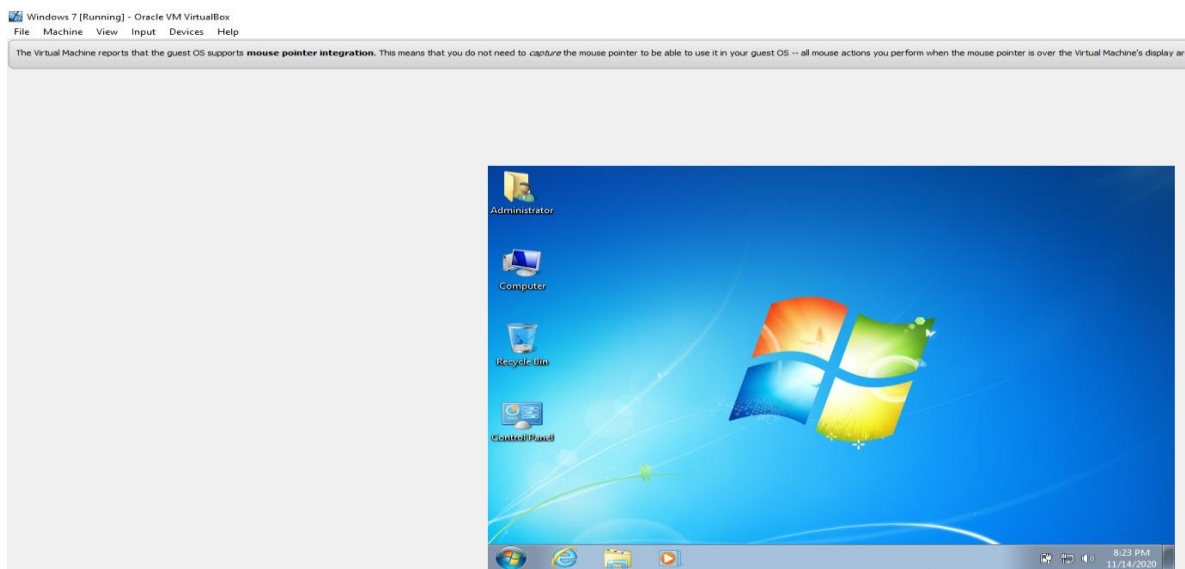 Windows 7 [Running] - Oracle VM VirtualBox
File Machine View Input Devices Help
The Virtual Machine reports that the guest OS supports mouse pointer integration. This means that you do not need to capture the mouse pointer to be able to use it in your guest OS -- all mouse actions you perform when the mouse pointer is over the Virtual Machine's display
Administrator
Computer
Recycle Bin
Control Panel
8:23 PM
11/14/2020